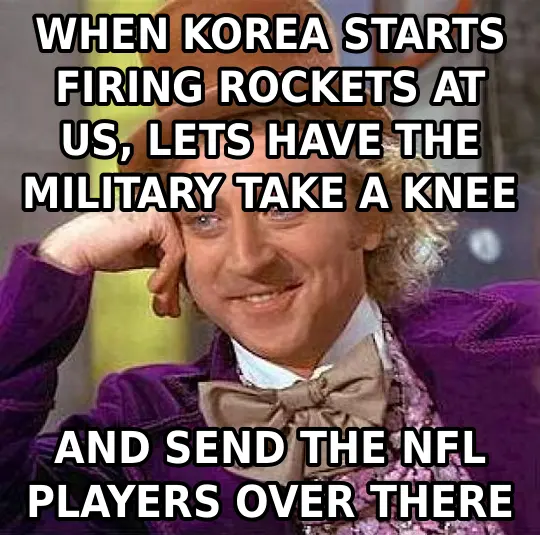 WHEN KOREA STARTS
FIRING ROCKETS AT
US, LETS HAVE THE
MILITARY TAKE A KNEE
AND SEND THE NFL
PLAYERS OVER THERE